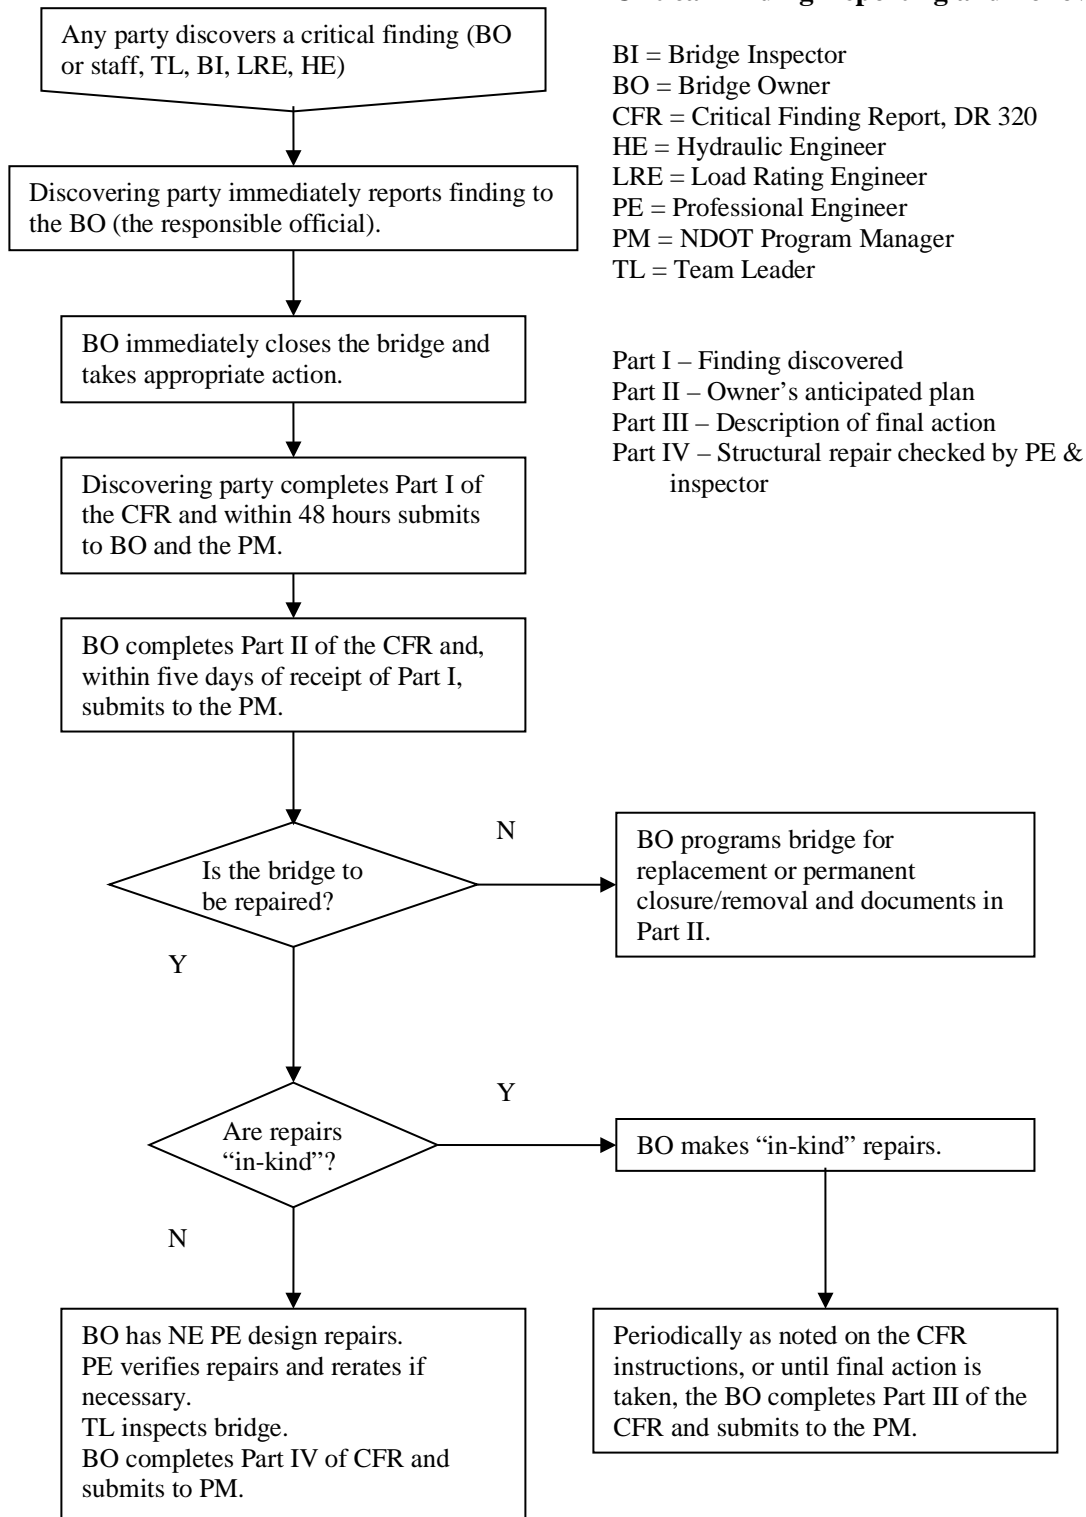 Any party discovers a critical finding (BO
or staff, TL, BI, LRE, HE)
BI = Bridge Inspector
BO = Bridge Owner
CFR = Critical Finding Report, DR 320
HE = Hydraulic Engineer
LRE = Load Rating Engineer
PE = Professional Engineer
PM = NDOT Program Manager
TL = Team Leader
Part I – Finding discovered
Part II – Owner’s anticipated plan
Part III – Description of final action
Part IV – Structural repair checked by PE &
inspector
Discovering party immediately reports finding to
the BO (the responsible official).
BO immediately closes the bridge and
takes appropriate action.
Discovering party completes Part I of
the CFR and within 48 hours submits
to BO and the PM.
BO completes Part II of the CFR and,
within five days of receipt of Part I,
submits to the PM.
Is the bridge to
be repaired?
N
BO programs bridge for
replacement or permanent
closure/removal and documents in
Part II.
Y
Are repairs
“in-kind”?
Y
BO makes “in-kind” repairs.
N
BO has NE PE design repairs.
PE verifies repairs and rerates if
necessary.
TL inspects bridge.
BO completes Part IV of CFR and
submits to PM.
Periodically as noted on the CFR
instructions, or until final action is
taken, the BO completes Part III of the
CFR and submits to the PM.